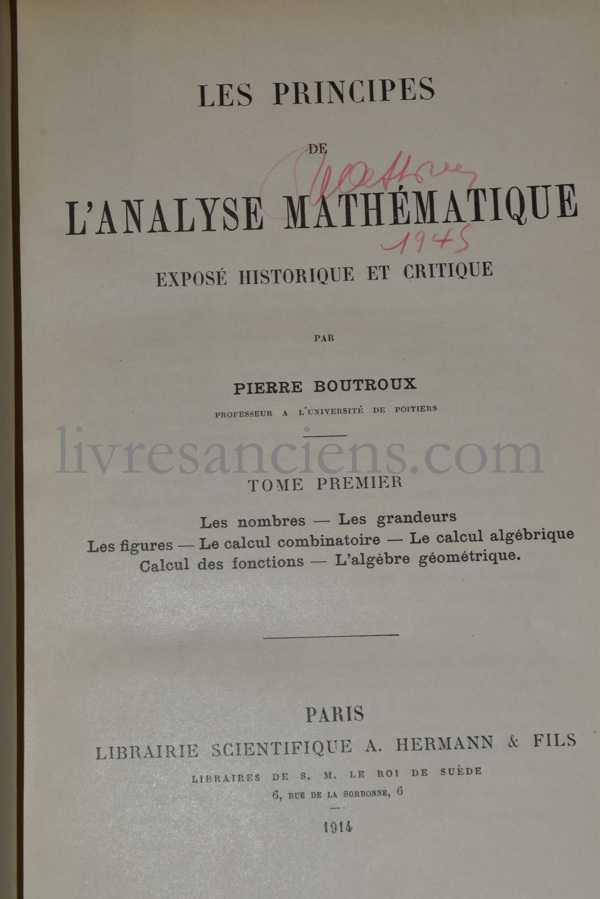 LES PRINCIPES
DE
L'ANALYSE MATHÉMATIQUE
1945
EXPOSÉ HISTORIQUE ET CRITIQUE
PAR
PIERRE BOUTROUX
PROFESSEUR A L'UNIVERSITÉ DE POITIERS
livresanciens.com
TOME PREMIER
Les nombres — Les grandeurs
Les figures — Le calcul combinatoire — Le calcul algébrique
Calcul des fonctions — L'algèbre géométrique.
PARIS
LIBRAIRIE SCIENTIFIQUE A. HERMANN & FILS
LIBRAIRES DE S. M. LE ROI DE SUÈDE
6, RUE DE LA SORBONNE, 6
1914